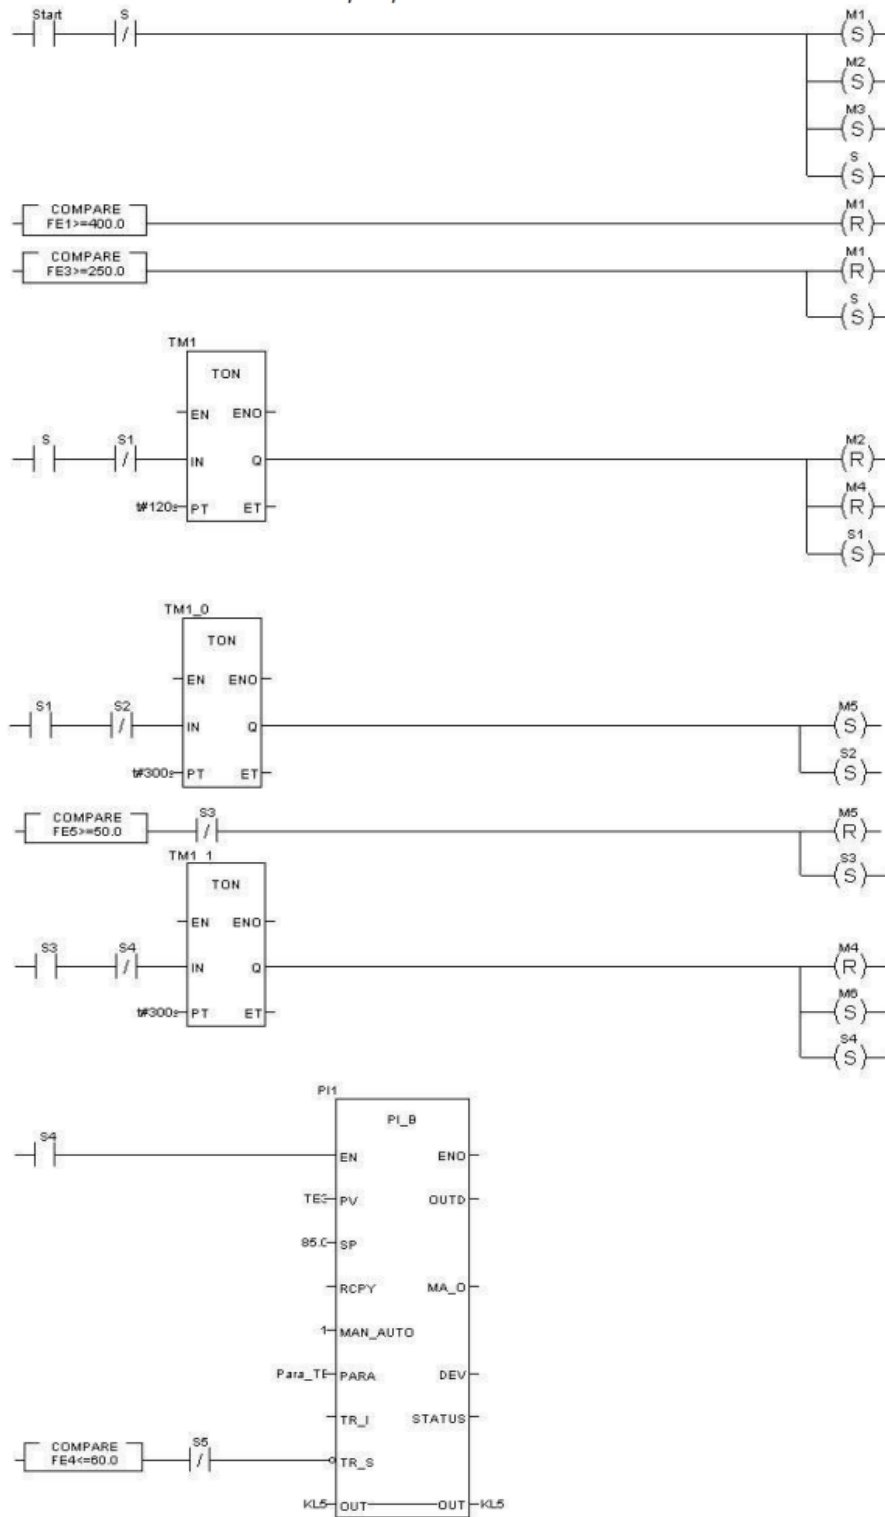 Start S M1
/ S
M2
S
M3
S
S
S
COMPARE M1
FE1>=400.0 R
COMPARE M1
FE3>=250.0 R
S
S
TM1
TON
EN ENO
S S1 M2
/ IN Q R
M4
t#120s PT ET R
S1
S
TM1_0
TON
EN ENO
S1 S2 M5
/ IN Q S
S2
t#300s PT ET S
COMPARE S3 M5
FE5>=50.0 / R
TM1_1 S3
S
TON
EN ENO
S3 S4 M4
/ IN Q R
M6
t#300s PT ET S
S4
S
PI1
PI_B
S4
EN ENO
PV OUTD
85.0 SP
RCPY MA_O
1 MAN_AUTO
PARA DEV
TR_I STATUS
COMPARE S5
FE4<=60.0 / TR_S
KL5 OUT OUT KL5